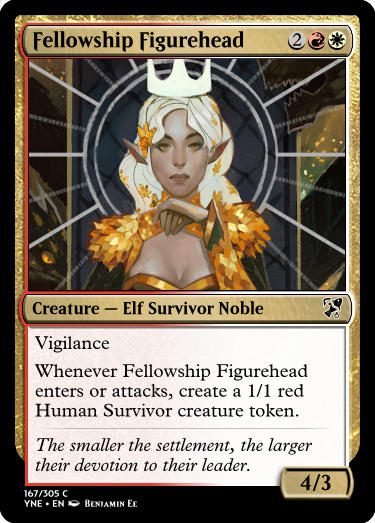 Fellowship Figurehead 2
Creature — Elf Survivor Noble
Vigilance
Whenever Fellowship Figurehead
enters or attacks, create a 1/1 red
Human Survivor creature token.
The smaller the settlement, the larger
their devotion to their leader.
4/3
167/305 C
YNE • EN Benjamin Ee